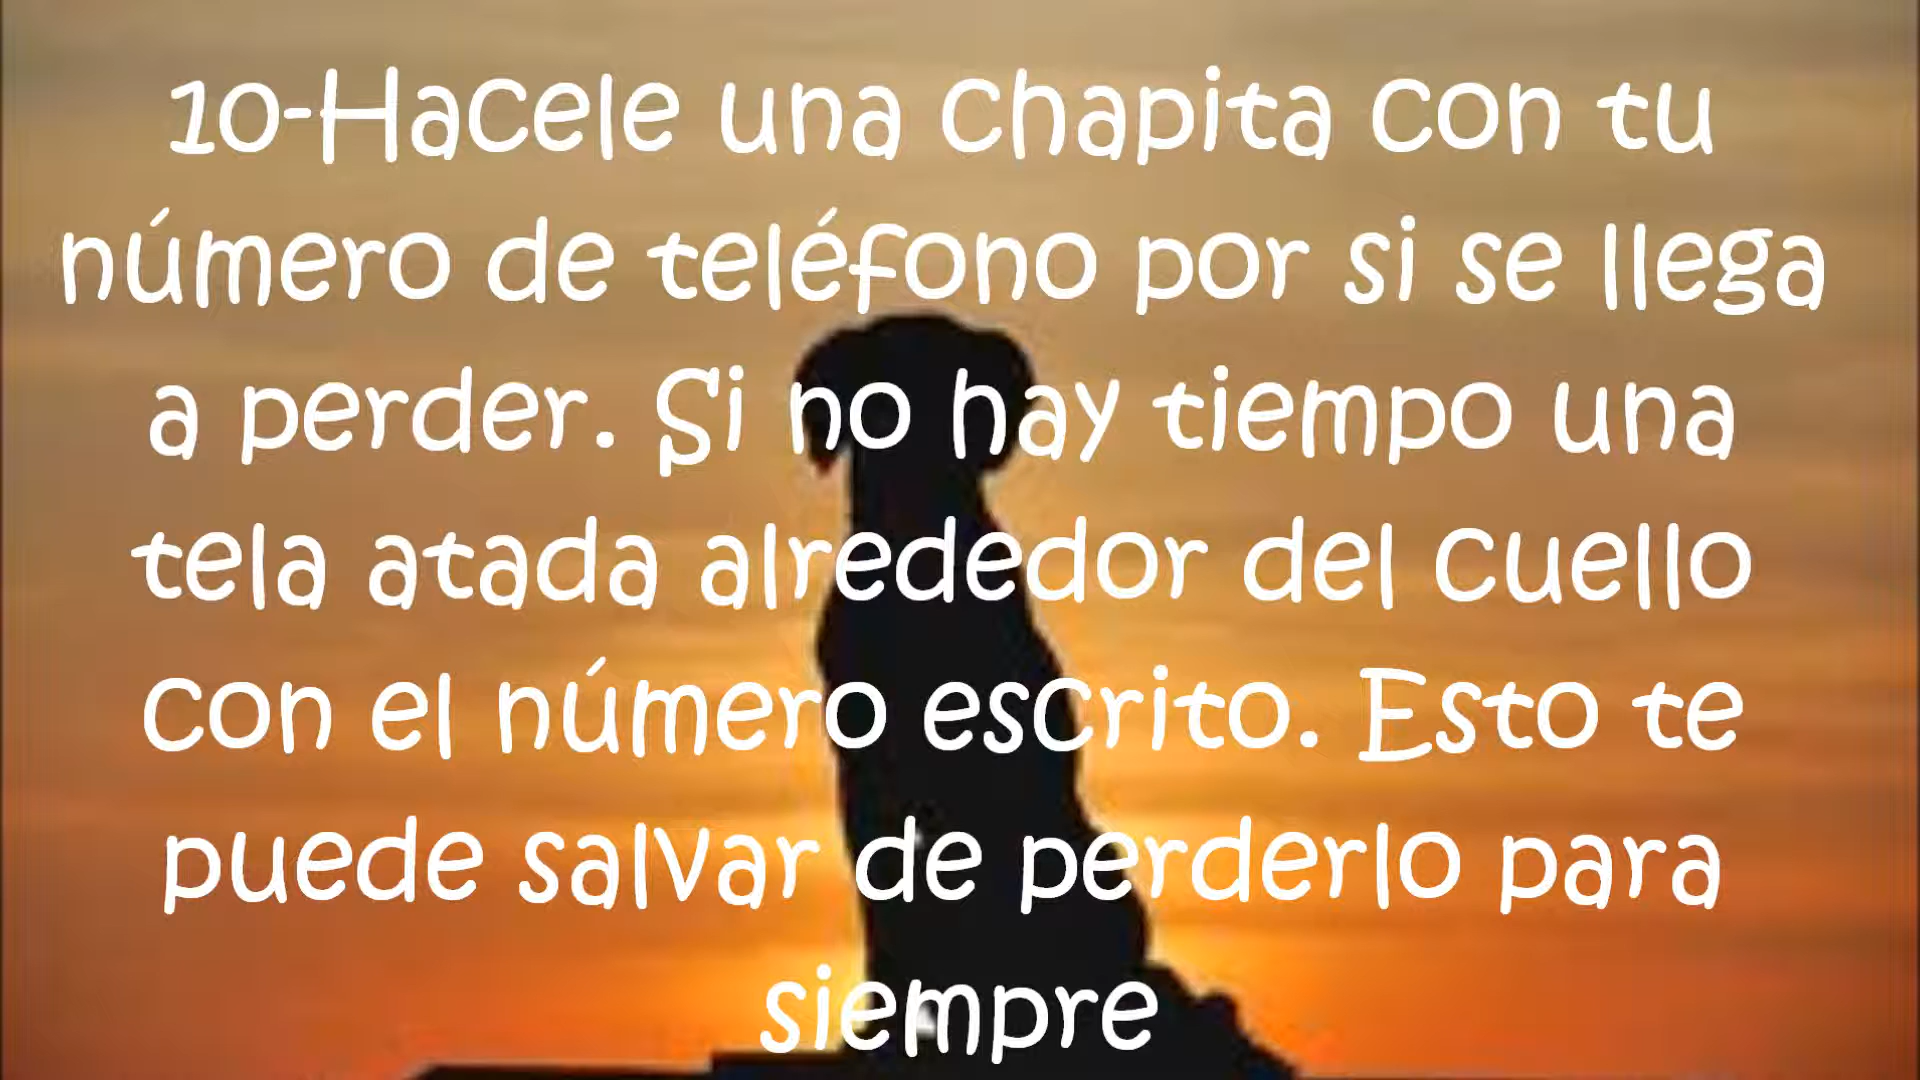 10-Hacele una chapita con tu
número de teléfono por si se llega
a perder. Si no hay tiempo una
tela atada alrededor del cuello
con el número escrito. Esto te
puede salvar de perderlo para
siempre